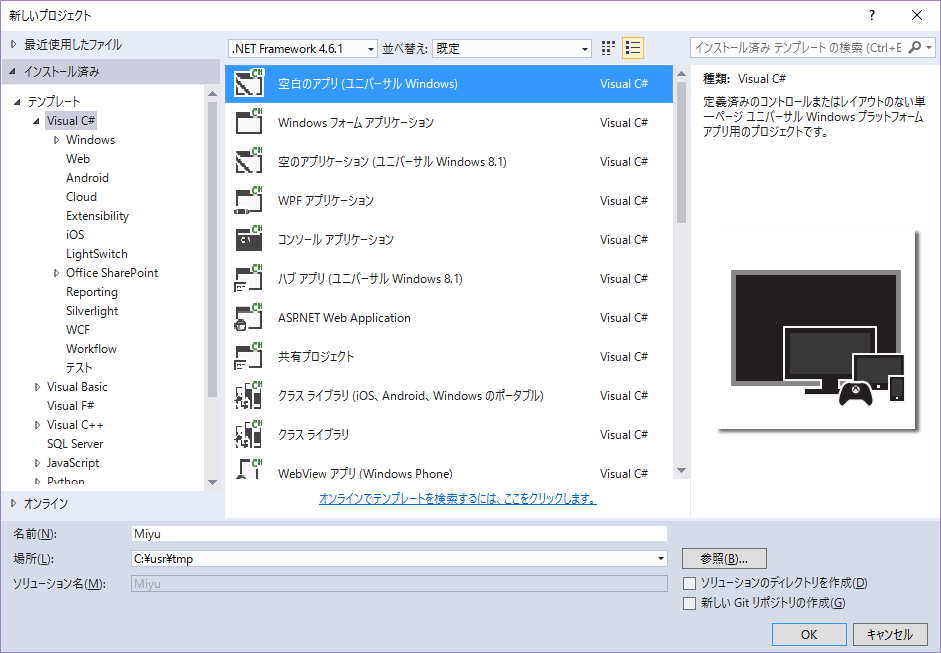 新しいプロジェクト
? ×
最近使用したファイル
インストール済み
テンプレート
Visual C#
Windows
Web
Android
Cloud
Extensibility
iOS
LightSwitch
Office SharePoint
Reporting
Silverlight
WCF
Workflow
テスト
Visual Basic
Visual F#
Visual C++
SQL Server
JavaScript
Python
オンライン
.NET Framework 4.6.1 並べ替え: 既定
空白のアプリ (ユニバーサル Windows) Visual C#
Windows フォーム アプリケーション Visual C#
空のアプリケーション (ユニバーサル Windows 8.1) Visual C#
WPF アプリケーション Visual C#
コンソール アプリケーション Visual C#
ハブ アプリ (ユニバーサル Windows 8.1) Visual C#
ASP.NET Web Application Visual C#
共有プロジェクト Visual C#
クラス ライブラリ (iOS、Android、Windows のポータブル) Visual C#
クラス ライブラリ Visual C#
WebView アプリ (Windows Phone) Visual C#
オンラインでテンプレートを検索するには、ここをクリックします。
インストール済み テンプレート の検索 (Ctrl+E
種類: Visual C#
定義済みのコントロールまたはレイアウトのない単
一ページ ユニバーサル Windows プラットフォーム
アプリ用のプロジェクトです。
名前(N): Miyu
場所(L): C:¥usr¥tmp 参照(B)...
ソリューション名(M): Miyu ソリューションのディレクトリを作成(D)
新しい Git リポジトリの作成(G)
OK キャンセル